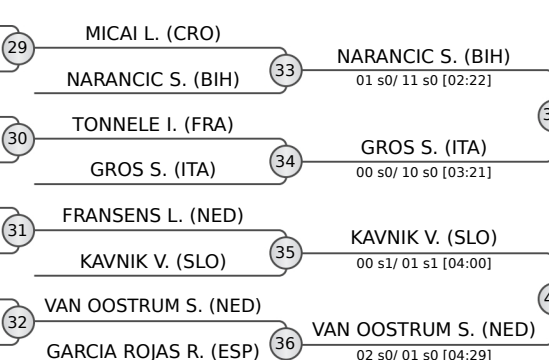 29
MICAI L. (CRO)
NARANCIC S. (BIH)
33
NARANCIC S. (BIH)
01 s0/ 11 s0 [02:22]
30
TONNELE I. (FRA)
GROS S. (ITA)
34
GROS S. (ITA)
00 s0/ 10 s0 [03:21]
31
FRANSENS L. (NED)
KAVNIK V. (SLO)
35
KAVNIK V. (SLO)
00 s1/ 01 s1 [04:00]
32
VAN OOSTRUM S. (NED)
GARCIA ROJAS R. (ESP)
36
VAN OOSTRUM S. (NED)
02 s0/ 01 s0 [04:29]